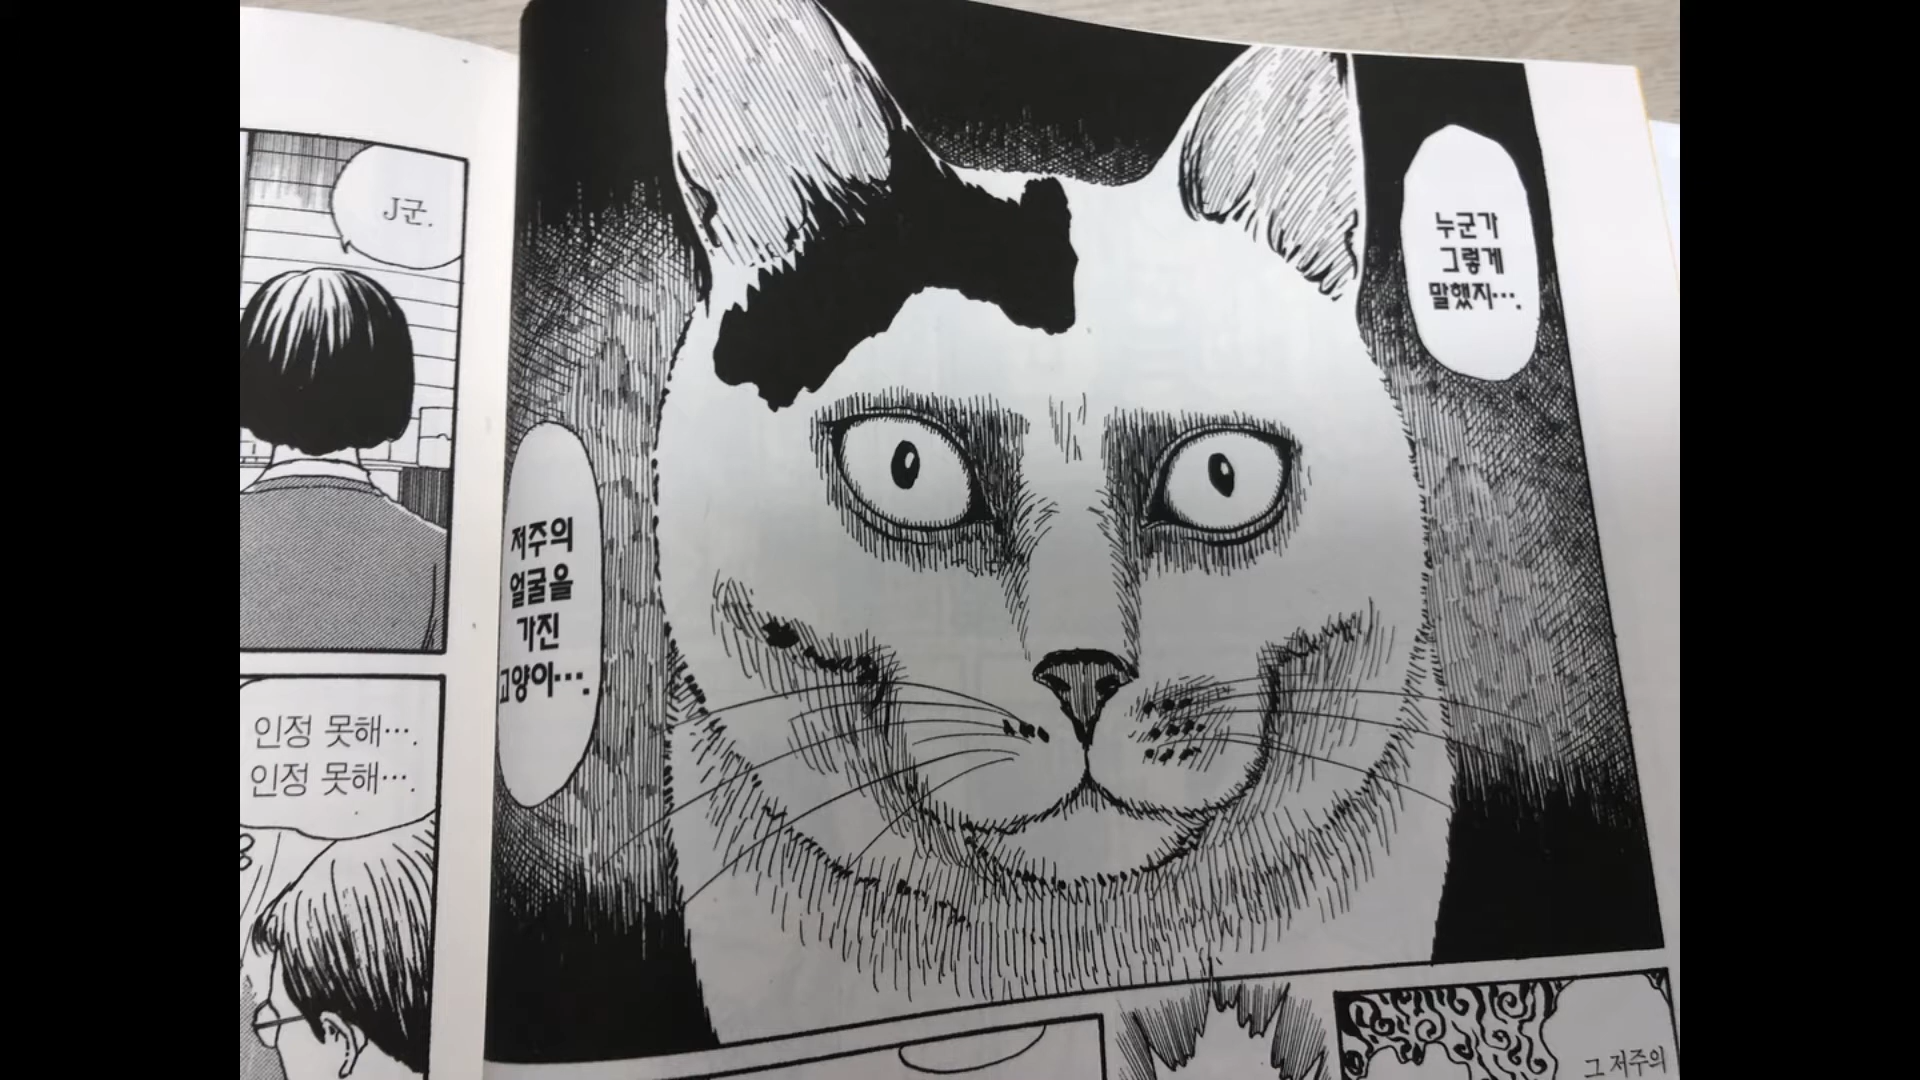 J군.
인정 못해….
인정 못해….
누군가
그렇게
말했지….
저주의
얼굴을
가진
고양이….
그 저주의